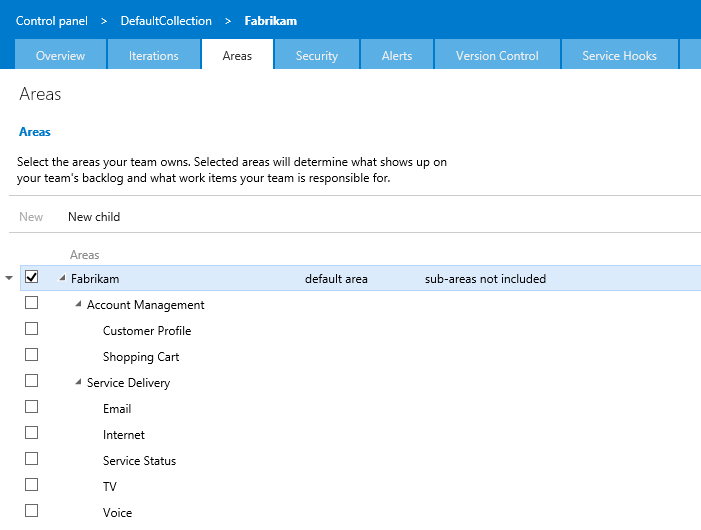 Control panel > DefaultCollection > Fabrikam
Overview Iterations Areas Security Alerts Version Control Service Hooks
Areas
Areas
Select the areas your team owns. Selected areas will determine what shows up on
your team's backlog and what work items your team is responsible for.
New New child
Areas
Fabrikam default area sub-areas not included
Account Management
Customer Profile
Shopping Cart
Service Delivery
Email
Internet
Service Status
TV
Voice